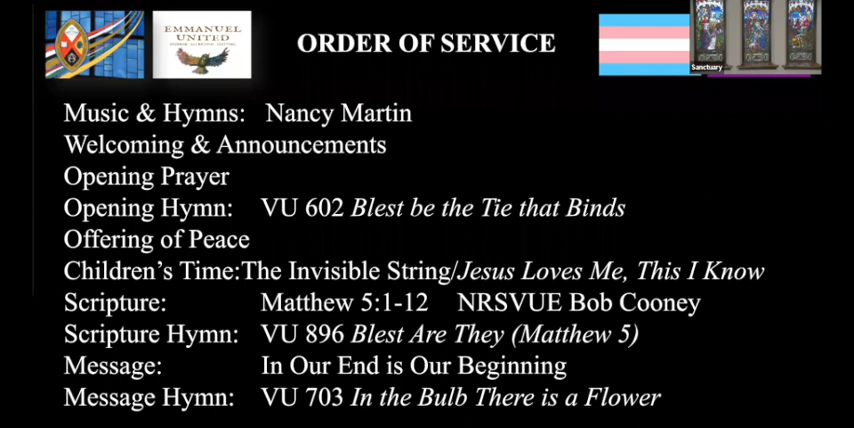 EMMANUEL
UNITED
ORDER OF SERVICE
Sanctuary
Music & Hymns: Nancy Martin
Welcoming & Announcements
Opening Prayer
Opening Hymn: VU 602 Blest be the Tie that Binds
Offering of Peace
Children’s Time:The Invisible String/Jesus Loves Me, This I Know
Scripture: Matthew 5:1-12 NRSVUE Bob Cooney
Scripture Hymn: VU 896 Blest Are They (Matthew 5)
Message: In Our End is Our Beginning
Message Hymn: VU 703 In the Bulb There is a Flower